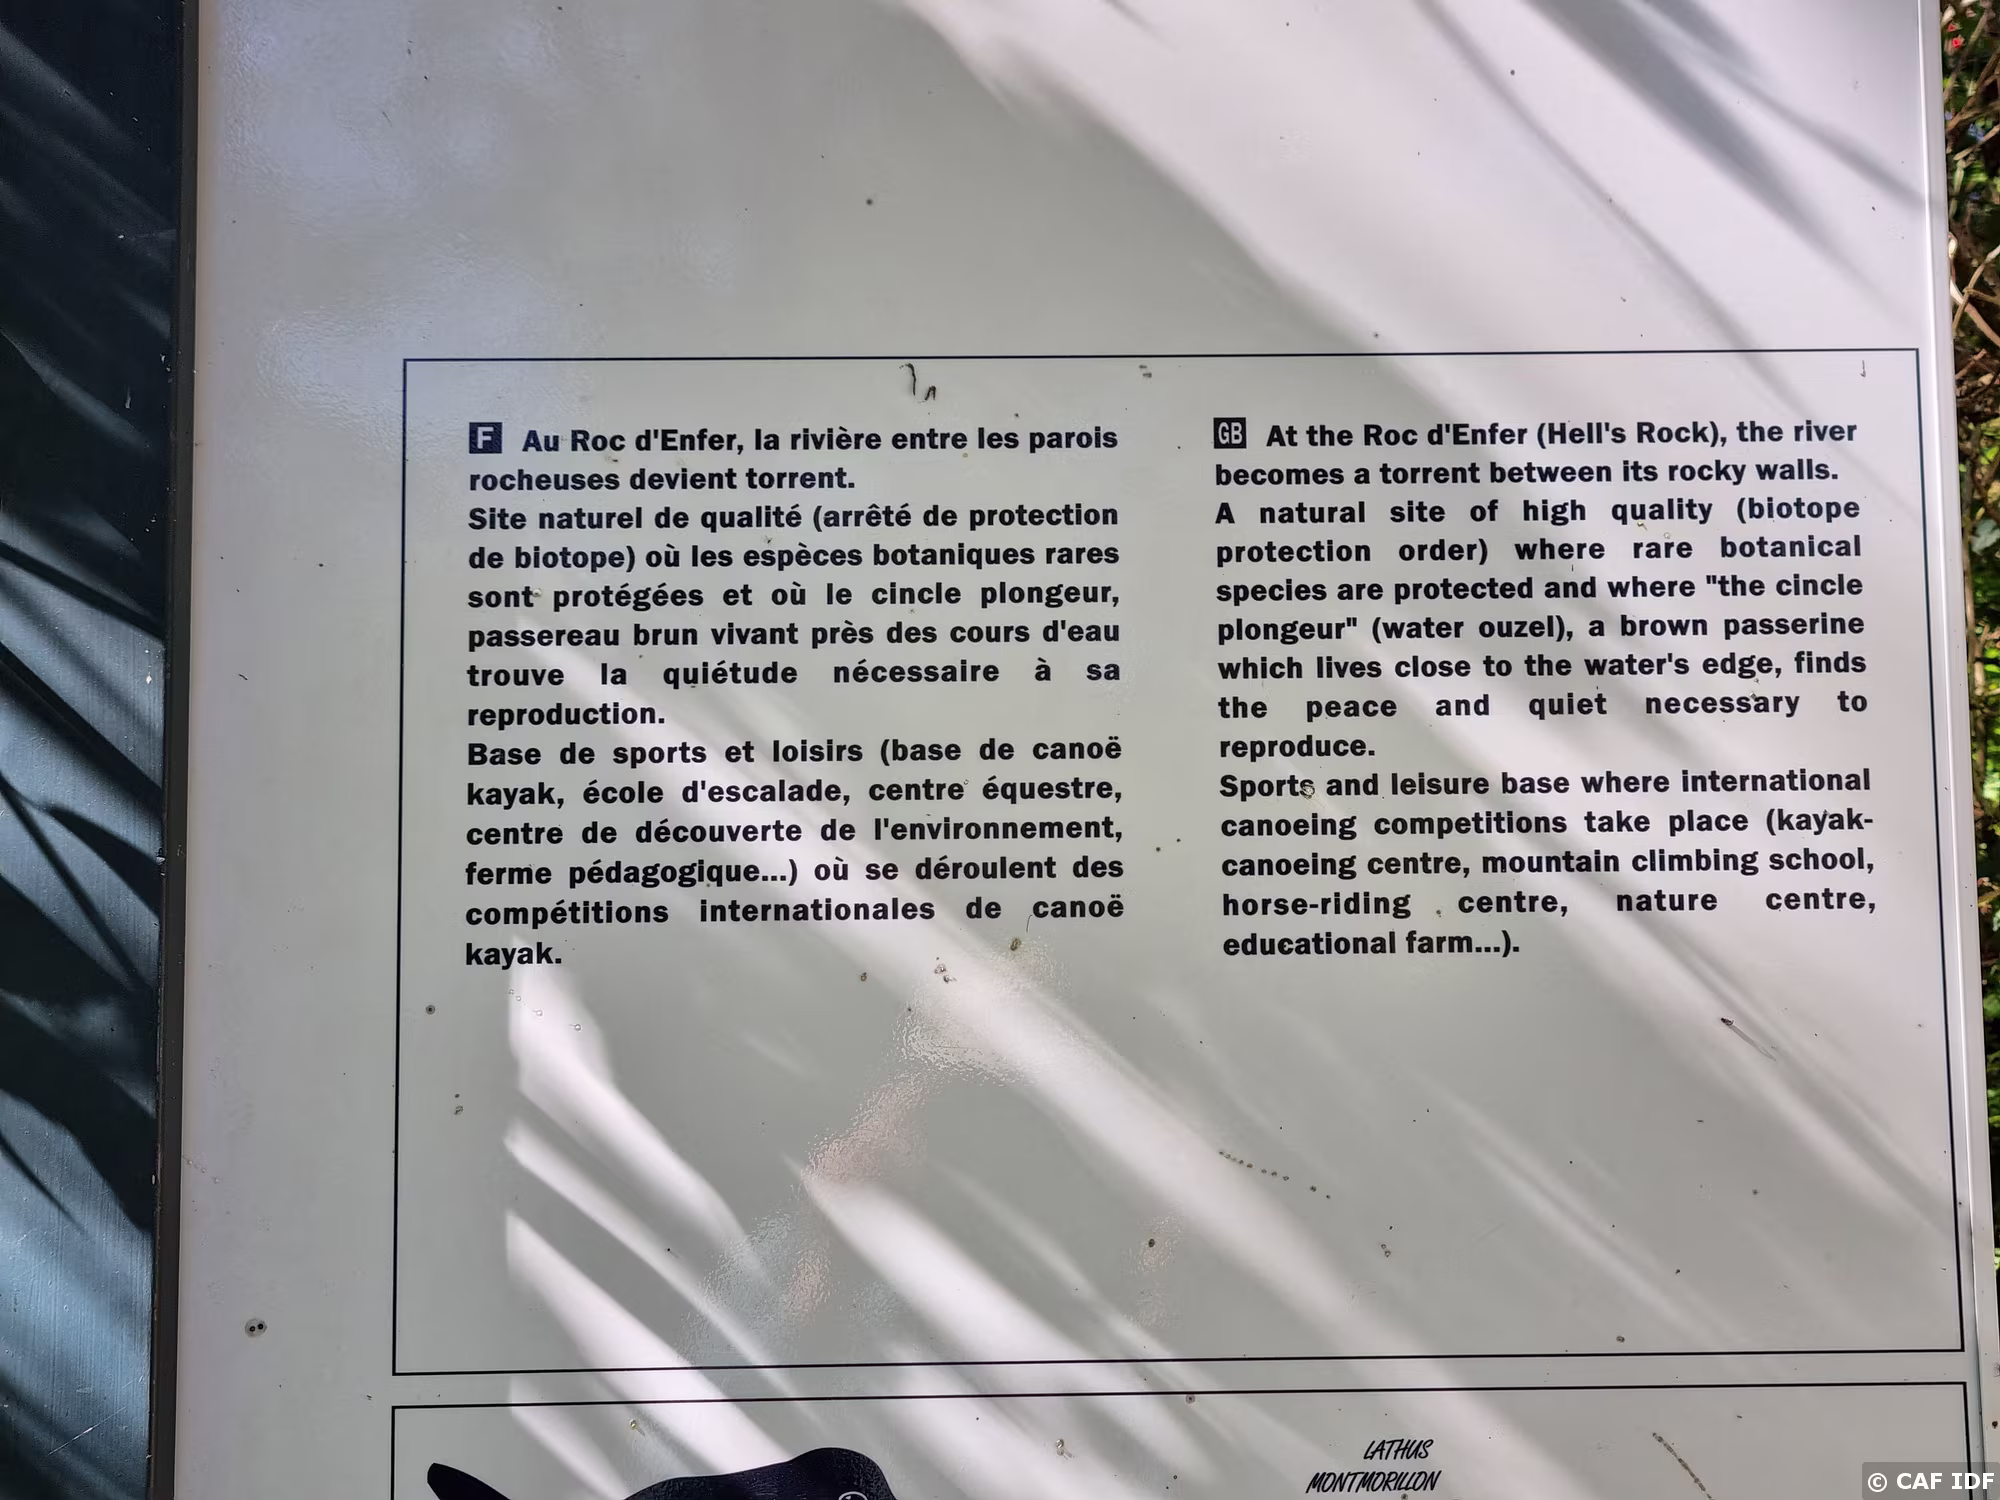 F Au Roc d'Enfer, la rivière entre les parois
rocheuses devient torrent.
Site naturel de qualité (arrêté de protection
de biotope) où les espèces botaniques rares
sont protégées et où le cincle plongeur,
passereau brun vivant près des cours d'eau
trouve la quiétude nécessaire à sa
reproduction.
Base de sports et loisirs (base de canoë
kayak, école d'escalade, centre équestre,
centre de découverte de l'environnement,
ferme pédagogique...) où se déroulent des
compétitions internationales de canoë
kayak.
GB At the Roc d'Enfer (Hell's Rock), the river
becomes a torrent between its rocky walls.
A natural site of high quality (biotope
protection order) where rare botanical
species are protected and where "the cincle
plongeur" (water ouzel), a brown passerine
which lives close to the water's edge, finds
the peace and quiet necessary to
reproduce.
Sports and leisure base where international
canoeing competitions take place (kayak-
canoeing centre, mountain climbing school,
horse-riding centre, nature centre,
educational farm...).
LATHUS
MONTMORILLON
© CAF IDF